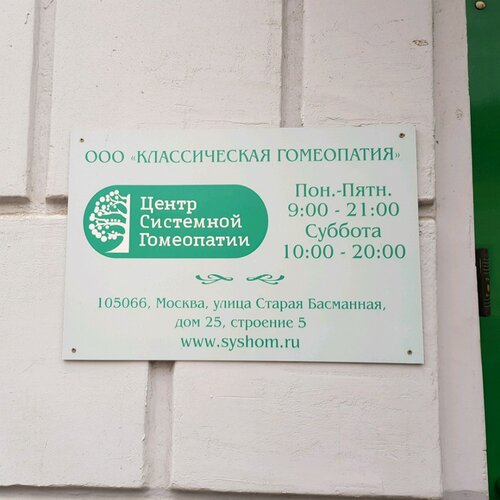 ООО «КЛАССИЧЕСКАЯ ГОМЕОПАТИЯ»
Центр
Системной
Гомеопатии
Пон.-Пятн.
9:00 - 21:00
Суббота
10:00 - 20:00
105066, Москва, улица Старая Басманная,
дом 25, строение 5
www.syshom.ru